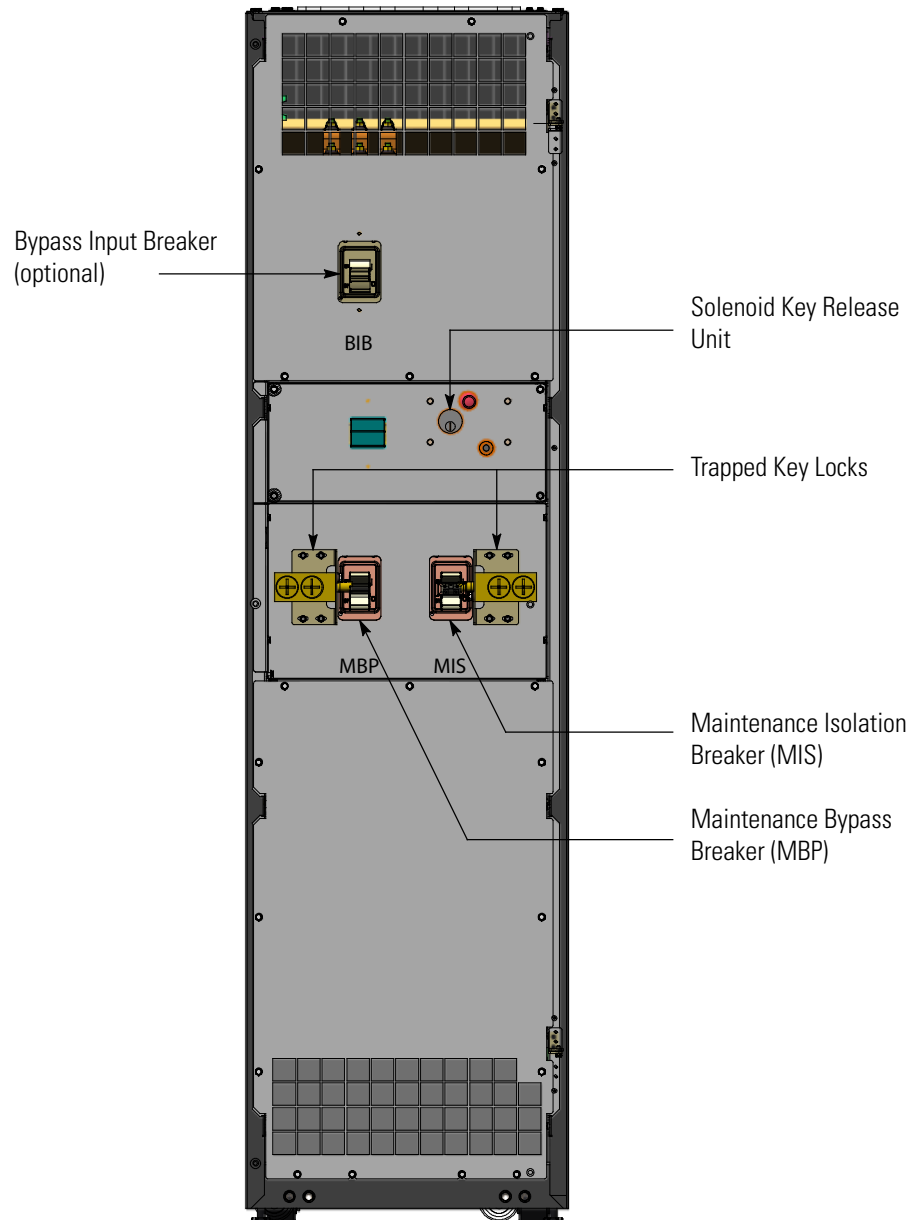 Bypass Input Breaker
(optional)
BIB
Solenoid Key Release
Unit
Trapped Key Locks
MBP
MIS
Maintenance Isolation
Breaker (MIS)
Maintenance Bypass
Breaker (MBP)